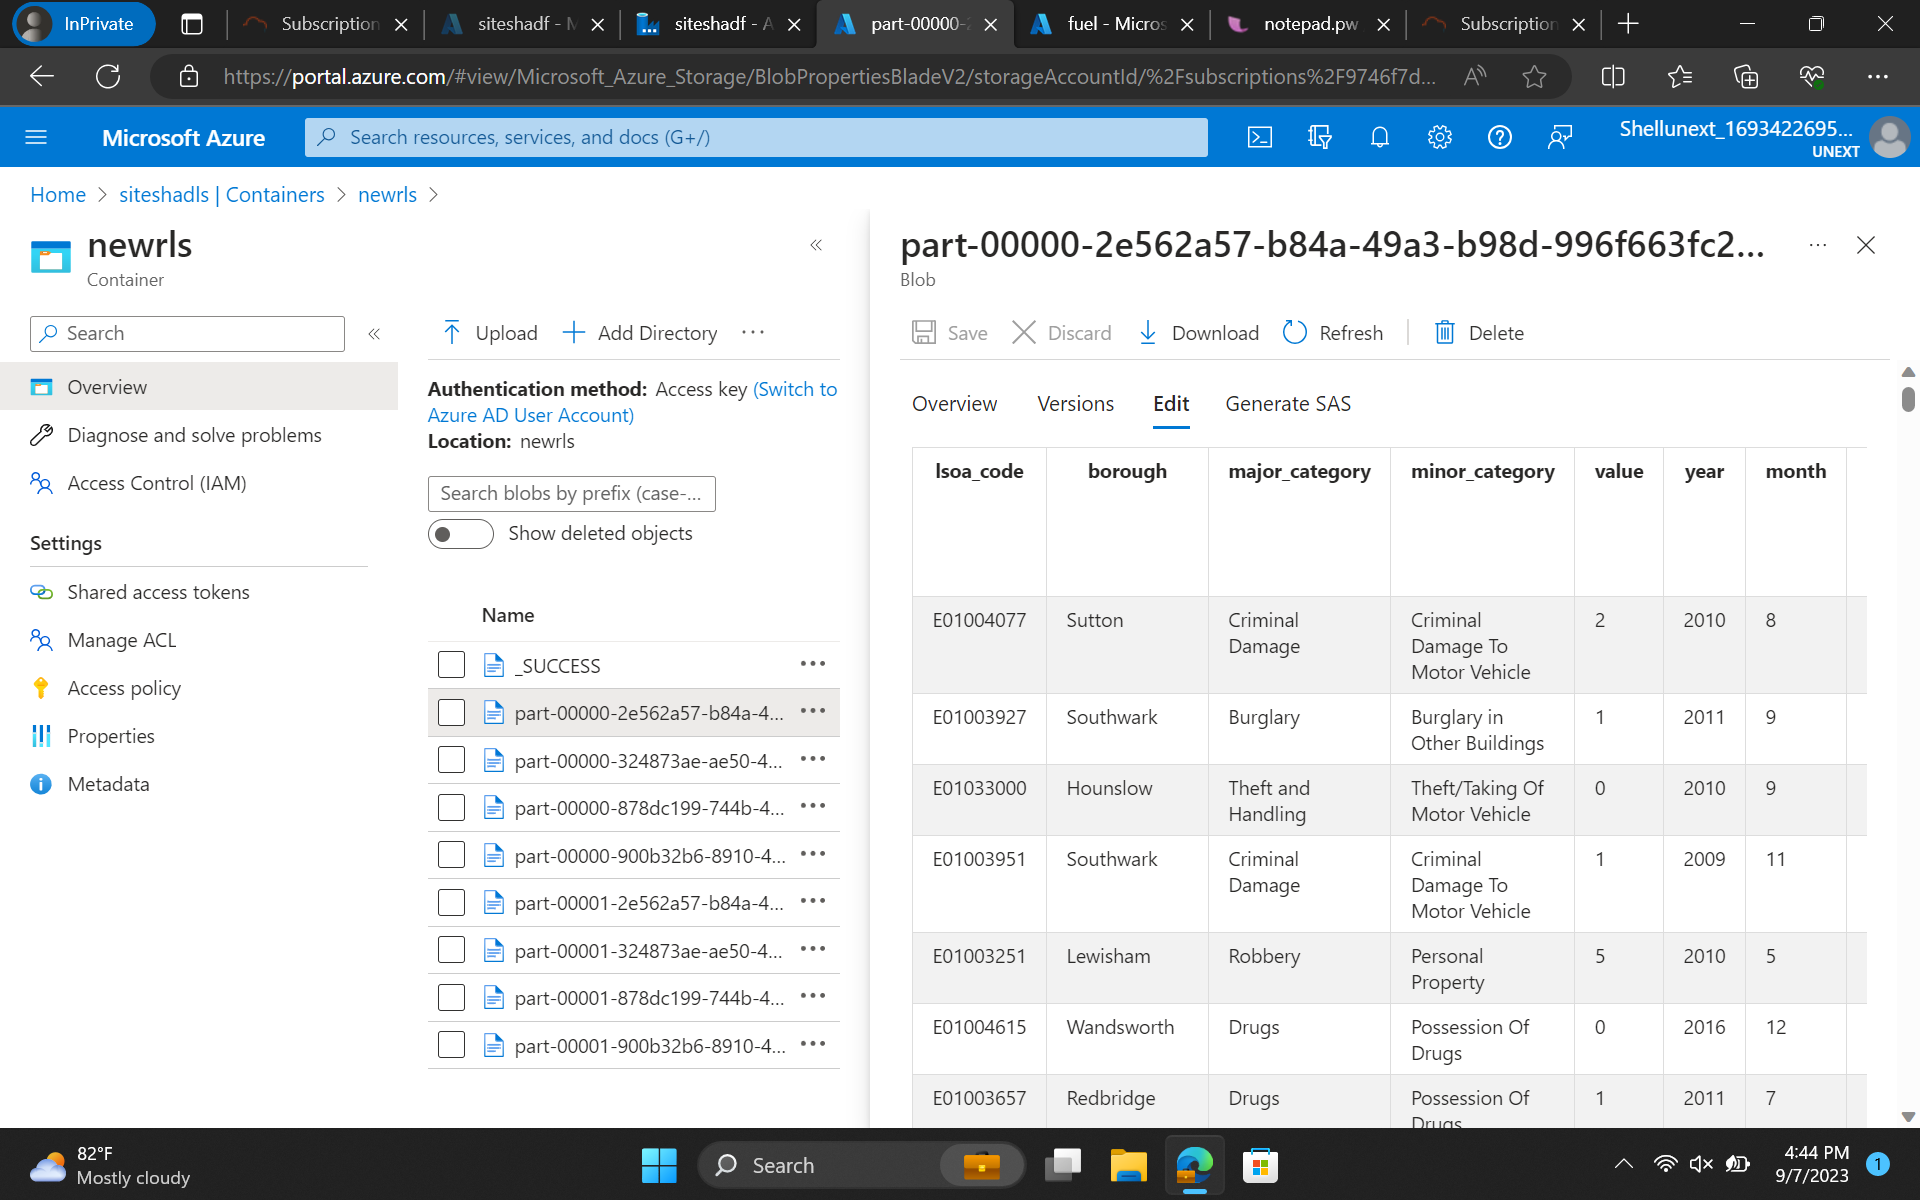 InPrivate
Subscription
siteshadf - M
siteshadf - A
part-00000-2
fuel - Micros
notepad.pw
Subscription
https://portal.azure.com/#view/Microsoft_Azure_Storage/BlobPropertiesBladeV2/storageAccountId/%2Fsubscriptions%2F9746f7d...
Microsoft Azure
Search resources, services, and docs (G+/)
Shellunext_1693422695...
UNEXT
Home > siteshadls | Containers > newrls >
newrls
Container
Search
Overview
Diagnose and solve problems
Access Control (IAM)
Settings
Shared access tokens
Manage ACL
Access policy
Properties
Metadata
Upload
Add Directory
Authentication method: Access key (Switch to
Azure AD User Account)
Location: newrls
Search blobs by prefix (case-...
Show deleted objects
Name
_SUCCESS
part-00000-2e562a57-b84a-4...
part-00000-324873ae-ae50-4...
part-00000-878dc199-744b-4...
part-00000-900b32b6-8910-4...
part-00001-2e562a57-b84a-4...
part-00001-324873ae-ae50-4...
part-00001-878dc199-744b-4...
part-00001-900b32b6-8910-4...
part-00000-2e562a57-b84a-49a3-b98d-996f663fc2...
Blob
Save
Discard
Download
Refresh
Delete
Overview
Versions
Edit
Generate SAS
lsoa_code borough major_category minor_category value year month
E01004077 Sutton Criminal Criminal 2 2010 8
Damage Damage To
Motor Vehicle
E01003927 Southwark Burglary Burglary in 1 2011 9
Other Buildings
E01033000 Hounslow Theft and Theft/Taking Of 0 2010 9
Handling Motor Vehicle
E01003951 Southwark Criminal Criminal 1 2009 11
Damage Damage To
Motor Vehicle
E01003251 Lewisham Robbery Personal 5 2010 5
Property
E01004615 Wandsworth Drugs Possession Of 0 2016 12
Drugs
E01003657 Redbridge Drugs Possession Of 1 2011 7
Drugs
82°F
Mostly cloudy
Search
4:44 PM
9/7/2023
1